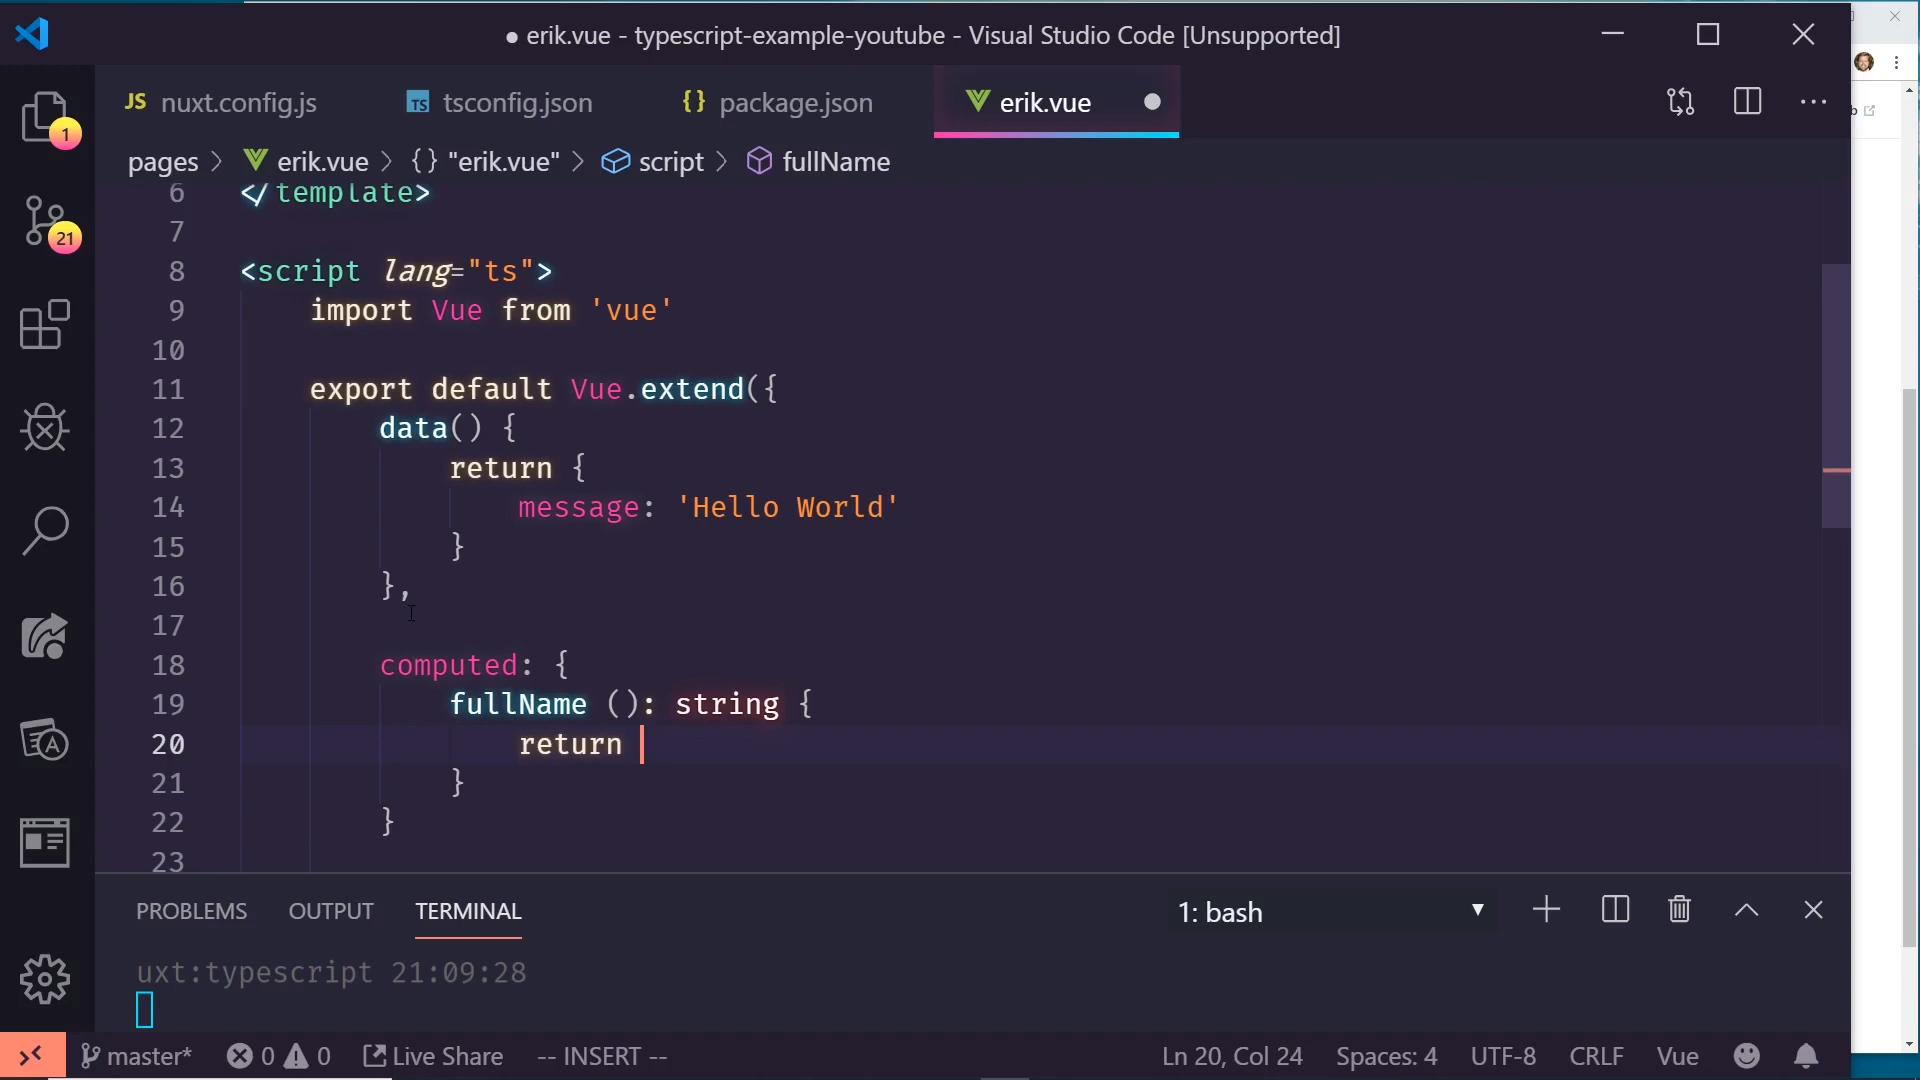 ● erik.vue - typescript-example-youtube - Visual Studio Code [Unsupported]
JS nuxt.config.js
TS tsconfig.json
{} package.json
erik.vue
pages > erik.vue > {} "erik.vue" > script > fullName
1
21
6 </template>
7
8 <script lang="ts">
9 import Vue from 'vue'
10
11 export default Vue.extend({
12 data() {
13 return {
14 message: 'Hello World'
15 }
16 },
17
18 computed: {
19 fullName (): string {
20 return
21 }
22 }
23
PROBLEMS OUTPUT TERMINAL
1: bash
uxt:typescript 21:09:28
master* 0 0 Live Share -- INSERT --
Ln 20, Col 24 Spaces: 4 UTF-8 CRLF Vue